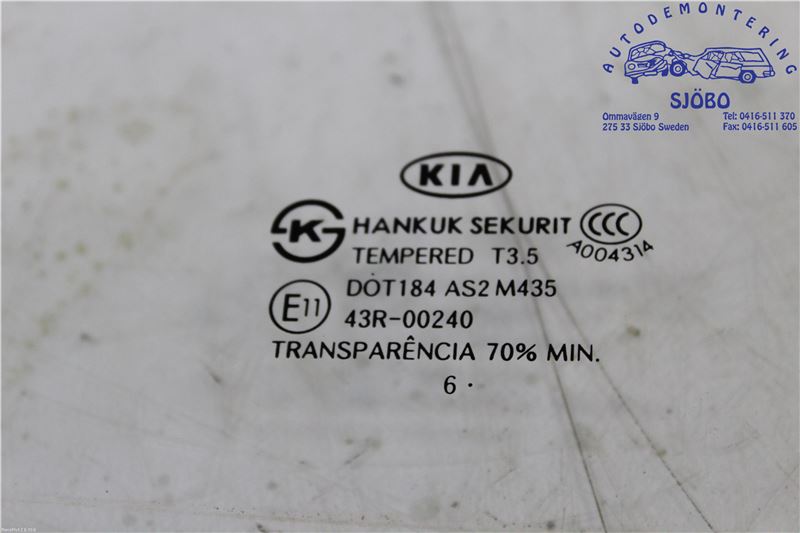 AUTODEMONTERING
SJÖBO
Ommavägen 9
275 33 Sjöbo Sweden
Tel: 0416-511 370
Fax: 0416-511 605
KIA
K
HANKUK SEKURIT
CCC
A004314
TEMPERED T3.5
E11
DOT184 AS2 M435
43R-00240
TRANSPARÊNCIA 70% MIN.
6 ·